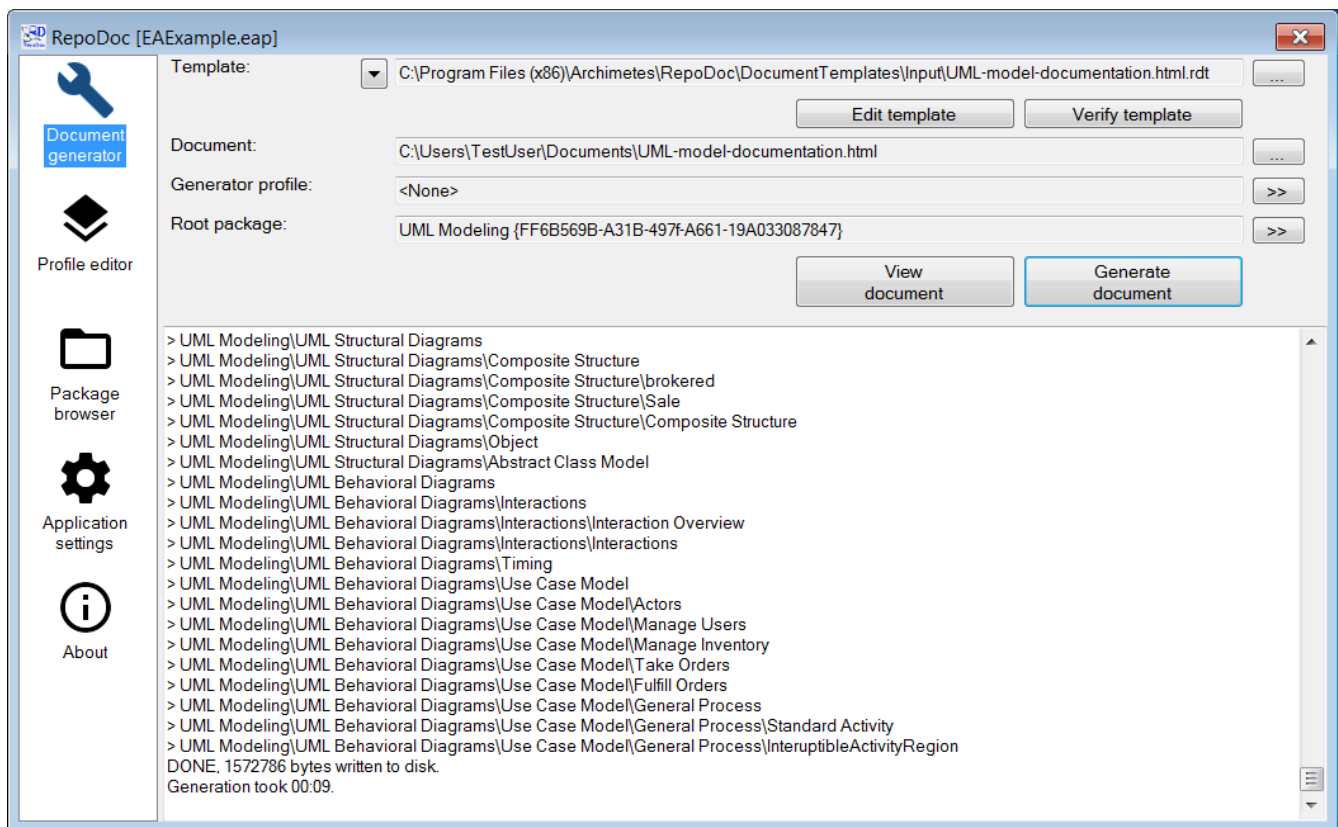 RepoDoc [EAExample.eap]
Template:
C:\Program Files (x86)\Archimetes\RepoDoc\DocumentTemplates\Input\UML-model-documentation.html.rdt
...
Edit template
Verify template
Document generator
Document:
C:\Users\TestUser\Documents\UML-model-documentation.html
...
Generator profile:
<None>
>>
Root package:
UML Modeling {FF6B569B-A31B-497f-A661-19A033087847}
>>
Profile editor
View
document
Generate
document
Package
browser
Application
settings
About
> UML Modeling\UML Structural Diagrams
> UML Modeling\UML Structural Diagrams\Composite Structure
> UML Modeling\UML Structural Diagrams\Composite Structure\brokered
> UML Modeling\UML Structural Diagrams\Composite Structure\Sale
> UML Modeling\UML Structural Diagrams\Composite Structure\Composite Structure
> UML Modeling\UML Structural Diagrams\Object
> UML Modeling\UML Structural Diagrams\Abstract Class Model
> UML Modeling\UML Behavioral Diagrams
> UML Modeling\UML Behavioral Diagrams\Interactions
> UML Modeling\UML Behavioral Diagrams\Interactions\Interaction Overview
> UML Modeling\UML Behavioral Diagrams\Interactions\Interactions
> UML Modeling\UML Behavioral Diagrams\Timing
> UML Modeling\UML Behavioral Diagrams\Use Case Model
> UML Modeling\UML Behavioral Diagrams\Use Case Model\Actors
> UML Modeling\UML Behavioral Diagrams\Use Case Model\Manage Users
> UML Modeling\UML Behavioral Diagrams\Use Case Model\Manage Inventory
> UML Modeling\UML Behavioral Diagrams\Use Case Model\Take Orders
> UML Modeling\UML Behavioral Diagrams\Use Case Model\Fulfill Orders
> UML Modeling\UML Behavioral Diagrams\Use Case Model\General Process
> UML Modeling\UML Behavioral Diagrams\Use Case Model\General Process\Standard Activity
> UML Modeling\UML Behavioral Diagrams\Use Case Model\General Process\InteruptibleActivityRegion
DONE, 1572786 bytes written to disk.
Generation took 00:09.